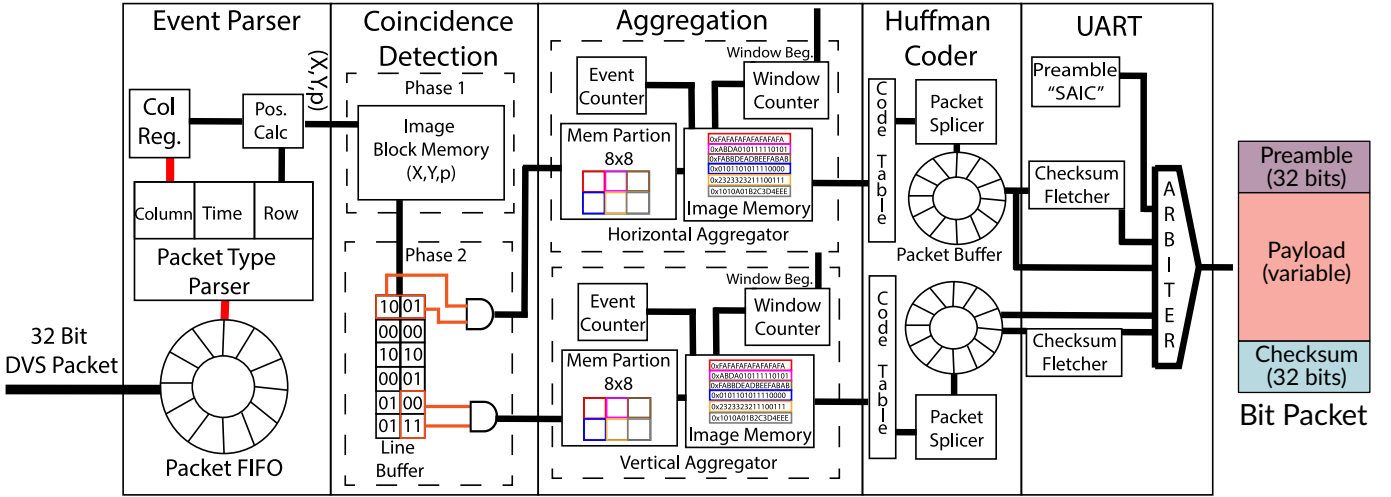 Event Parser
Coincidence
Detection
Aggregation
Huffman
Coder
UART
32 Bit
DVS Packet
(X,Y,p)
Col
Reg.
Pos.
Calc
Column
Time
Row
Packet Type
Parser
Packet FIFO
Phase 1
Image
Block Memory
(X,Y,p)
Phase 2
10 01
00 00
10 10
00 01
01 00
01 11
Line
Buffer
Window Beg.
Event
Counter
Window
Counter
Mem Partion
8x8
0xFAFAFAFAFAFAFAFA
0xABDA010111110101
0xFABBDEADBEEFABAB
0x0101101011110000
0x2323323211100111
0x1010A01B2C3D4EEE
Image Memory
Horizontal Aggregator
Window Beg.
Event
Counter
Window
Counter
Mem Partion
8x8
0xFAFAFAFAFAFAFAFA
0xABDA010111110101
0xFABBDEADBEEFABAB
0x0101101011110000
0x2323323211100111
0x1010A01B2C3D4EEE
Image Memory
Vertical Aggregator
Code Table
Packet
Splicer
Packet Buffer
Code Table
Packet
Splicer
Preamble
“SAIC”
Checksum
Fletcher
Checksum
Fletcher
ARBITER
Preamble
(32 bits)
Payload
(variable)
Checksum
(32 bits)
Bit Packet